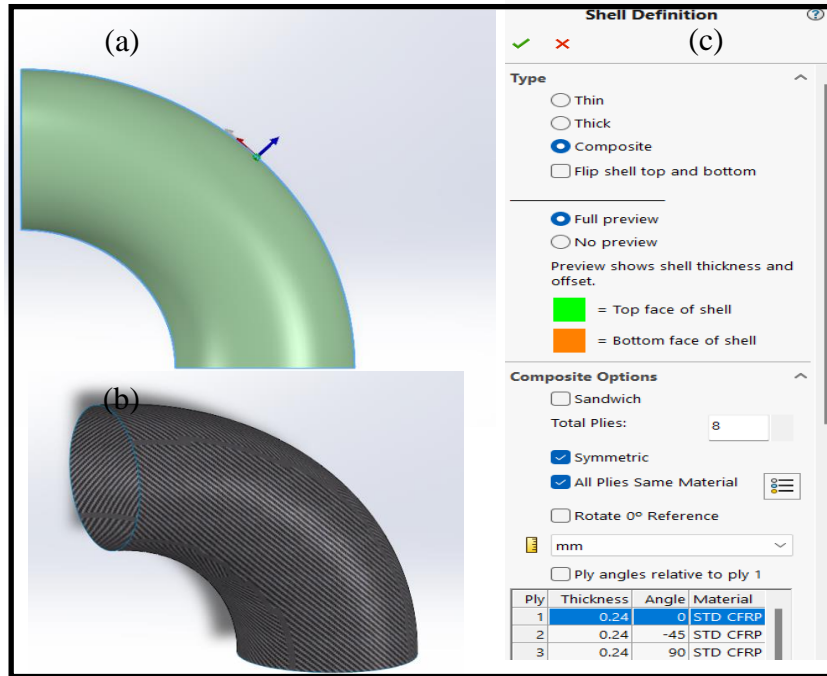 (a)
(b)
Shell Definition
(c)
Type
Thin
Thick
Composite
Flip shell top and bottom
Full preview
No preview
Preview shows shell thickness and
offset.
= Top face of shell
= Bottom face of shell
Composite Options
Sandwich
Total Plies: 8
Symmetric
All Plies Same Material
Rotate 0º Reference
mm
Ply angles relative to ply 1
Ply Thickness Angle Material
1 0.24 0 STD CFRP
2 0.24 -45 STD CFRP
3 0.24 90 STD CFRP